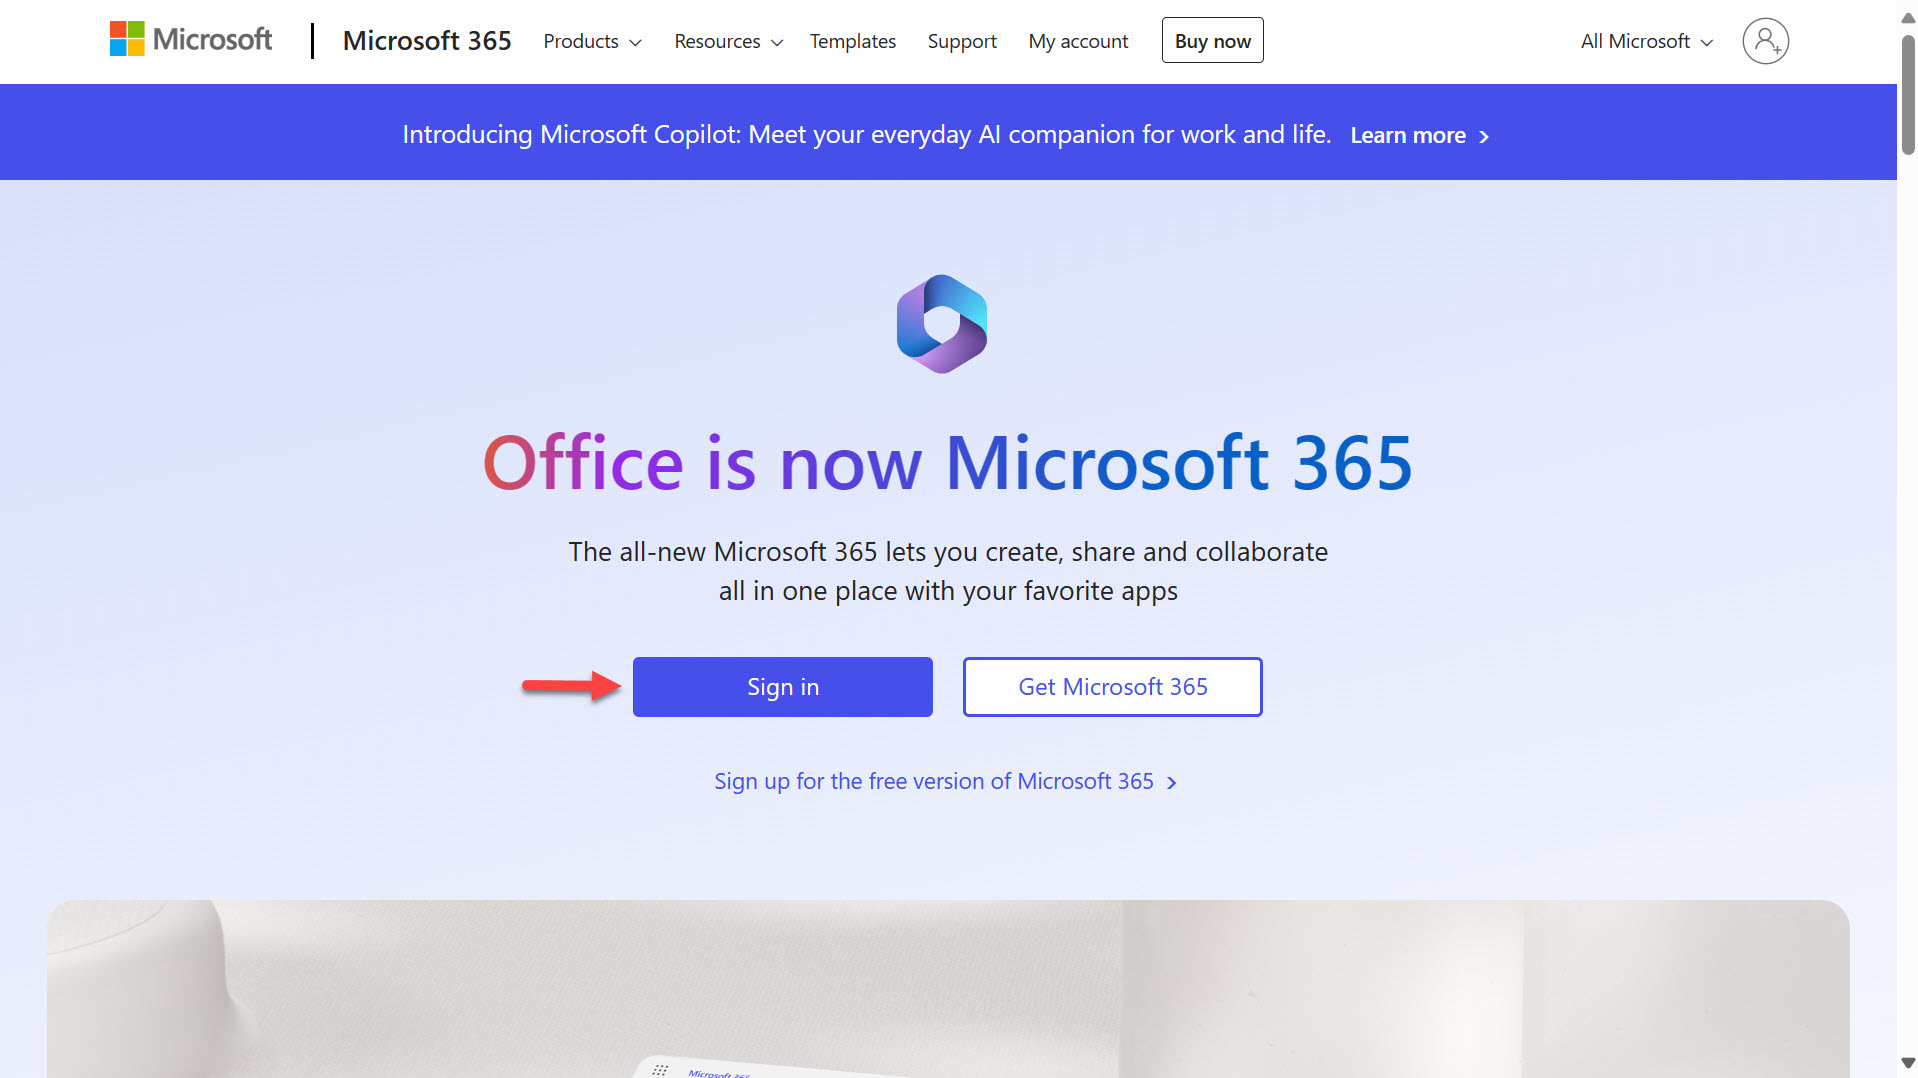 Microsoft
Microsoft 365
Products
Resources
Templates
Support
My account
Buy now
All Microsoft
Introducing Microsoft Copilot: Meet your everyday AI companion for work and life. Learn more
Office is now Microsoft 365
The all-new Microsoft 365 lets you create, share and collaborate
all in one place with your favorite apps
Sign in
Get Microsoft 365
Sign up for the free version of Microsoft 365
Microsoft 365